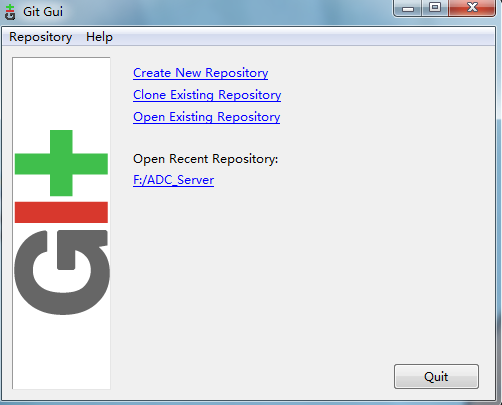 Git Gui
Repository Help
Create New Repository
Clone Existing Repository
Open Existing Repository
Open Recent Repository:
F:/ADC_Server
GIt
Quit